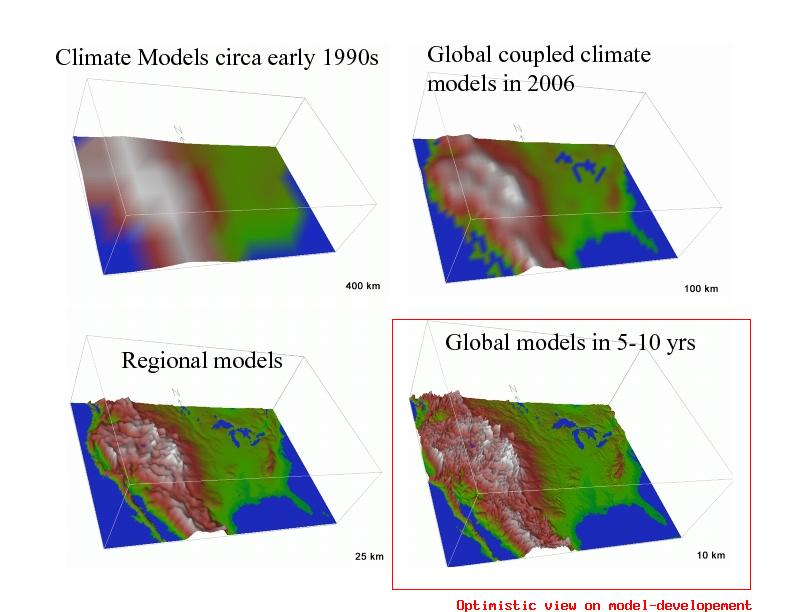 Climate Models circa early 1990s
Global coupled climate
models in 2006
N
N
400 km
100 km
Regional models
Global models in 5-10 yrs
N
N
25 km
10 km
Optimistic view on model-developement